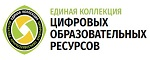 ЕДИНАЯ КОЛЛЕКЦИЯ
ЦИФРОВЫХ
ОБРАЗОВАТЕЛЬНЫХ
РЕСУРСОВ